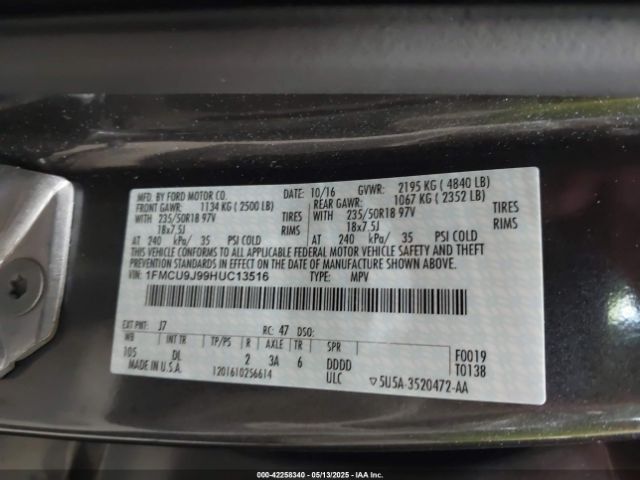 MFD. BY FORD MOTOR CO.
DATE: 10/16 GVWR: 2195 KG ( 4840 LB)
FRONT GAWR: 1134 KG ( 2500 LB) REAR GAWR: 1067 KG ( 2352 LB)
WITH 235/50R18 97V TIRES WITH 235/50R18 97V TIRES
18x7.5J RIMS 18x7.5J RIMS
AT 240 kPa/ 35 PSI COLD AT 240 kPa/ 35 PSI COLD
THIS VEHICLE CONFORMS TO ALL APPLICABLE FEDERAL MOTOR VEHICLE SAFETY AND THEFT
PREVENTION STANDARDS IN EFFECT ON THE DATE OF MANUFACTURE SHOWN ABOVE.
VIN: 1FMCU9J99HUC13516 TYPE: MPV
EXT PNT: J7 RC: 47 DSO:
WB INT TR TP/PS R AXLE TR SPR
105 DL 2 3A 6 DDDD F0019
MADE IN U.S.A. 1201610256614 ULC T0138
▽5U5A-3520472-AA
000-42258340 - 05/13/2025 - IAA Inc.